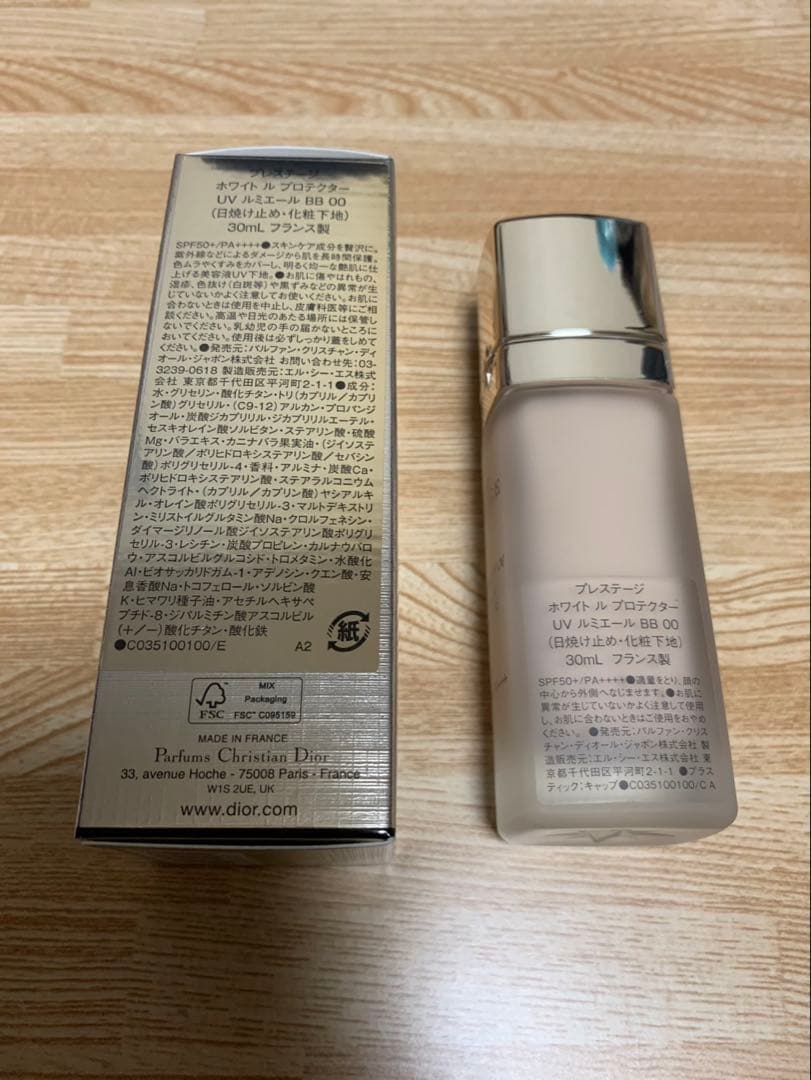 プレステージ
ホワイト ル プロテクター
UV ルミエール BB 00
(日焼け止め・化粧下地)
30mL フランス製
SPF50+/PA++++●スキンケア成分を贅沢に。
紫外線などによるダメージから肌を長時間保護。
色ムラやくすみをカバーし、明るく均一な艶肌に仕
上げる美容液UV下地。●お肌に傷やはれもの、
湿疹、色抜け(白斑等)や黒ずみなどの異常が生
じていないかよく注意してお使いください。お肌に
合わないときは使用を中止し、皮膚科医等にご相
談ください。高温や日光のあたる場所には保管し
ないでください。乳幼児の手の届かないところに
おいてください。使用後は必ずしっかり蓋をしめて
ください。●発売元:パルファン・クリスチャン・ディ
オール・ジャポン株式会社 お問い合わせ先:03-
3239-0618 製造販売元:エル・シー・エス株式会
社 東京都千代田区平河町2-1-1●成分:
水・グリセリン・酸化チタン・トリ(カプリル/カプリ
ン酸)グリセリル・(C9-12)アルカン・プロパンジ
オール・炭酸ジカプリリル・ジカプリリルエーテル・
セスキオレイン酸ソルビタン・ステアリン酸・硫酸
Mg・バラエキス・カニナバラ果実油・(ジイソステ
アリン酸/ポリヒドロキシステアリン酸/セバシン
酸)ポリグリセリル-4・香料・アルミナ・炭酸Ca・
ポリヒドロキシステアリン酸・ステアラルコニウム
ヘクトライト・(カプリル/カプリン酸)ヤシアルキ
ル・オレイン酸ポリグリセリル-3・マルトデキストリ
ン・ミリストイルグルタミン酸Na・クロルフェネシン・
ダイマージリノール酸ジイソステアリン酸ポリグリ
セリル-3・レシチン・炭酸プロピレン・カルナウバロ
ウ・アスコルビルグルコシド・トロメタミン・水酸化
Al・ビオサッカリドガム-1・アデノシン・クエン酸・安
息香酸Na・トコフェロール・ソルビン酸
K・ヒマワリ種子油・アセチルヘキサペ
プチド-8・ジパルミチン酸アスコルビル
(+/-)酸化チタン・酸化鉄
●C035100100/E A2
紙
FSC
MIX
Packaging
FSC™ C095159
MADE IN FRANCE
Parfums Christian Dior
33, avenue Hoche - 75008 Paris - France
W1S 2UE, UK
www.dior.com
プレステージ
ホワイト ル プロテクター
UV ルミエール BB 00
(日焼け止め・化粧下地)
30mL フランス製
SPF50+/PA++++●適量をとり、顔の
中心から外側へなじませます。●お肌に
異常が生じていないかよく注意して使用
し、お肌に合わないときはご使用をおやめ
ください。●発売元:パルファン・クリス
チャン・ディオール・ジャポン株式会社 製
造販売元:エル・シー・エス株式会社 東
京都千代田区平河町2-1-1 ●プラス
ティック:キャップ●C035100100/C A